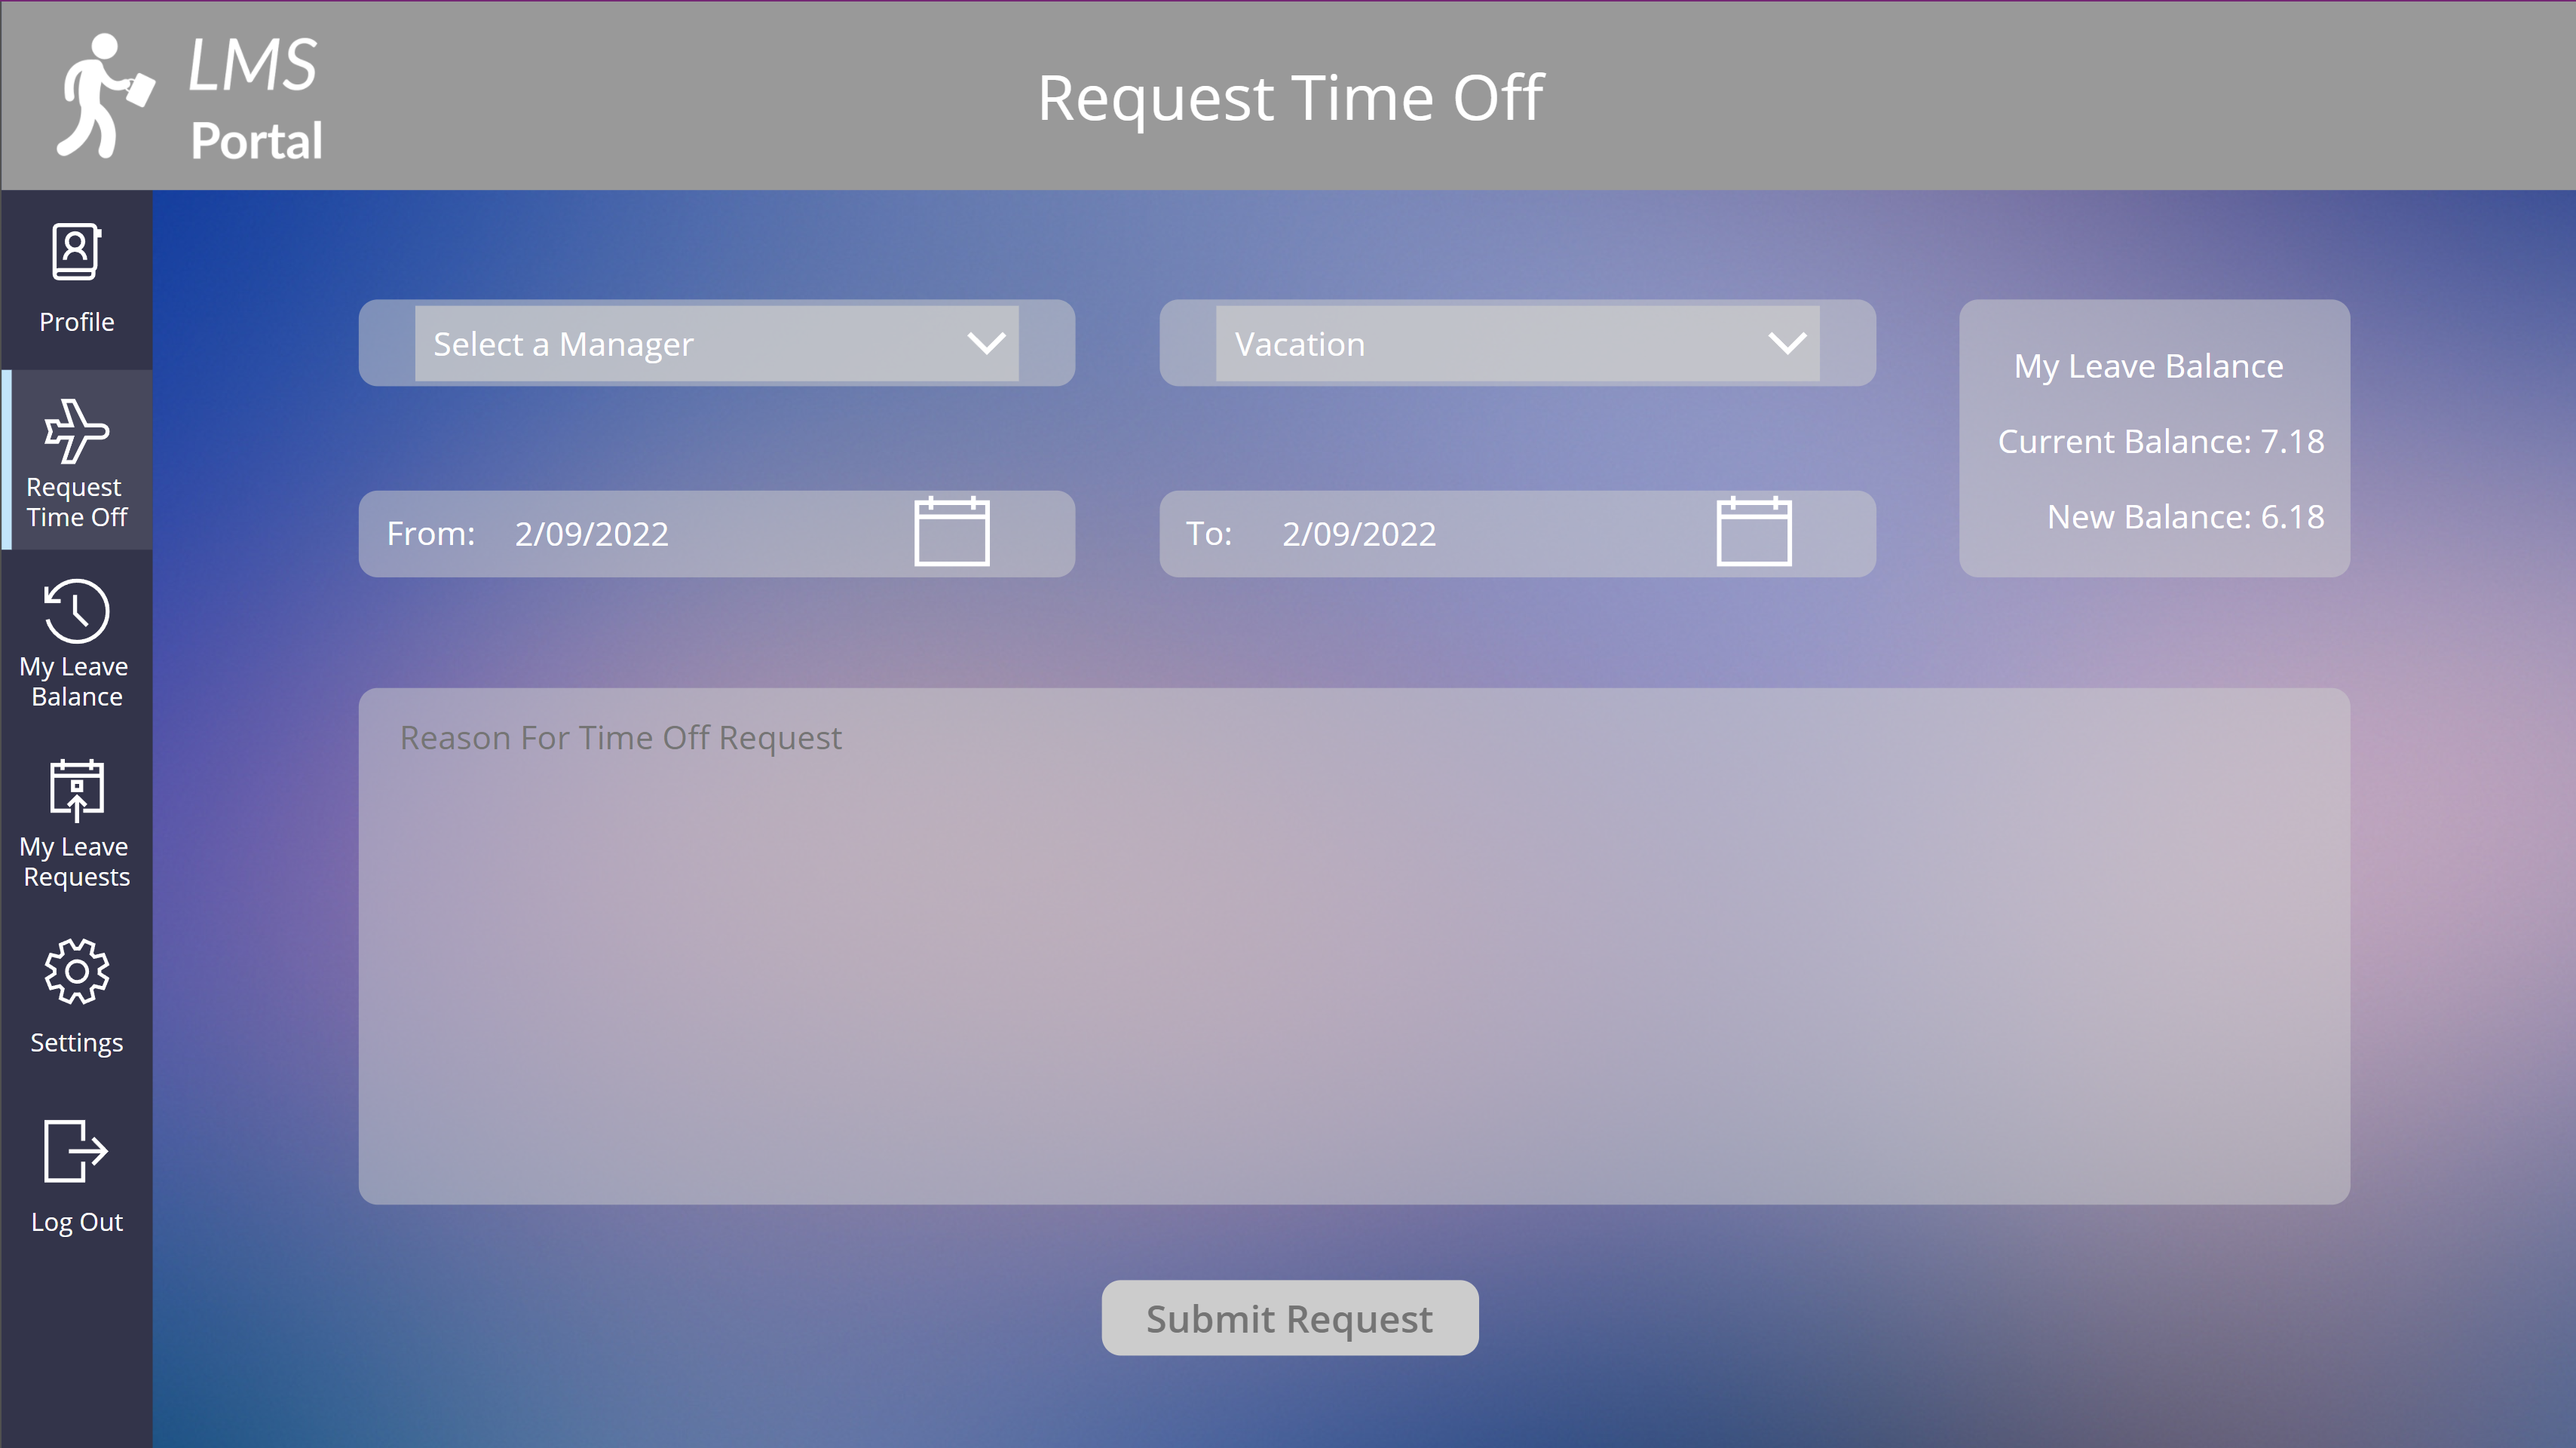 LMS
Portal
Request Time Off
Profile
Request
Time Off
My Leave
Balance
My Leave
Requests
Settings
Log Out
Select a Manager
Vacation
My Leave Balance
Current Balance: 7.18
New Balance: 6.18
From: 2/09/2022
To: 2/09/2022
Reason For Time Off Request
Submit Request